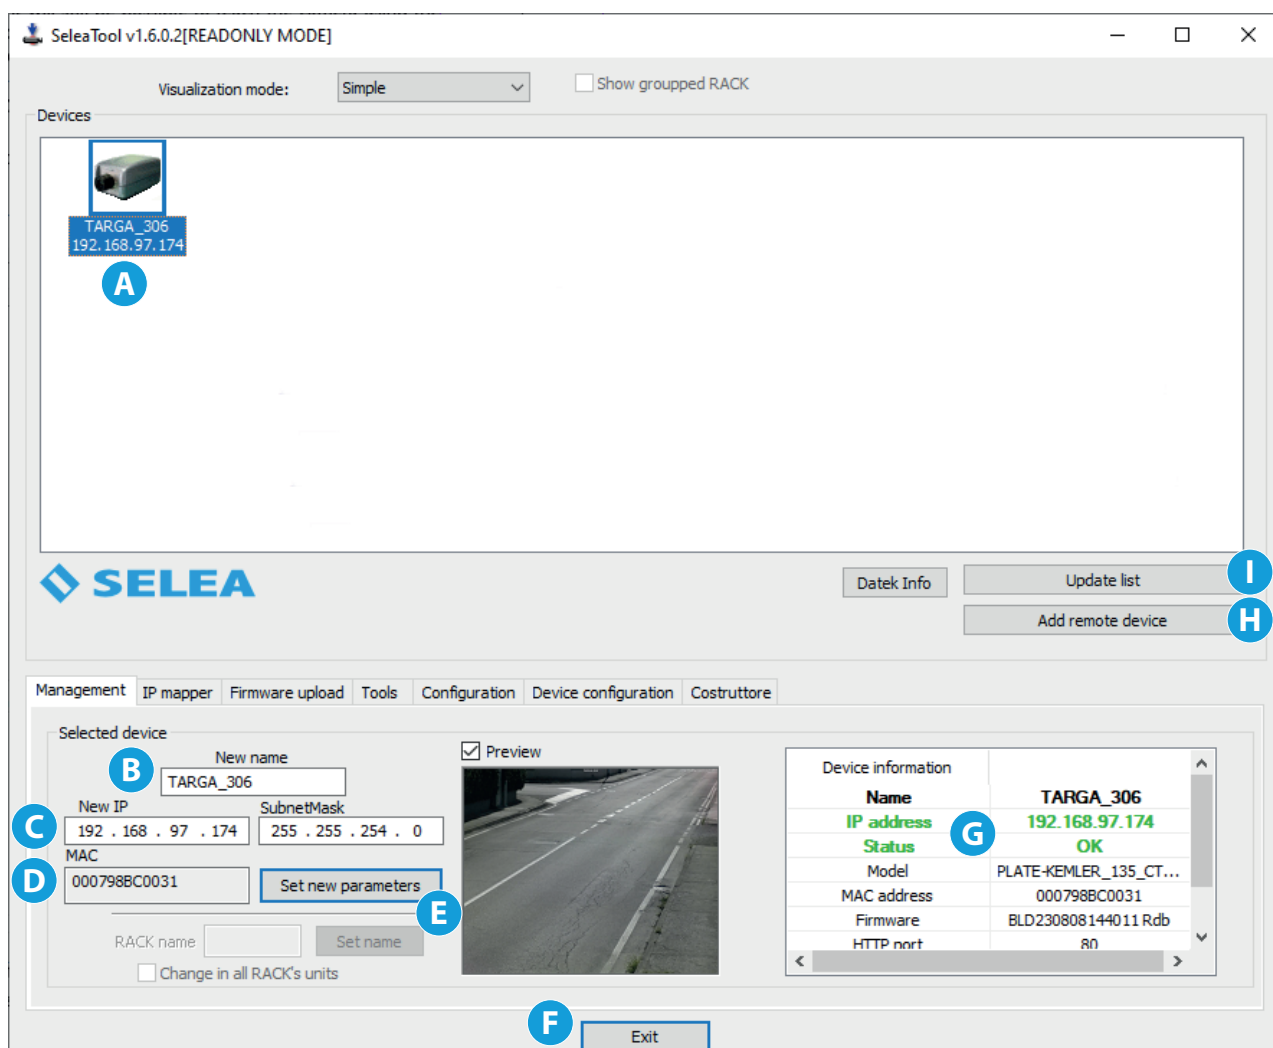 SeleaTool v1.6.0.2[READONLY MODE]
Visualization mode: Simple Show groupped RACK
Devices
TARGA_306
192.168.97.174
A
SELEA
Datek Info
Update list I
Add remote device H
Management IP mapper Firmware upload Tools Configuration Device configuration Costruttore
Selected device
B New name
TARGA_306
C New IP SubnetMask
192 . 168 . 97 . 174 255 . 255 . 254 . 0
D MAC
000798BC0031 Set new parameters E
RACK name Set name
Change in all RACK's units
Preview
Device information
Name TARGA_306
IP address G 192.168.97.174
Status OK
Model PLATE-KEMLER_135_CT...
MAC address 000798BC0031
Firmware BLD230808144011 Rdb
HTTP port 80
F Exit